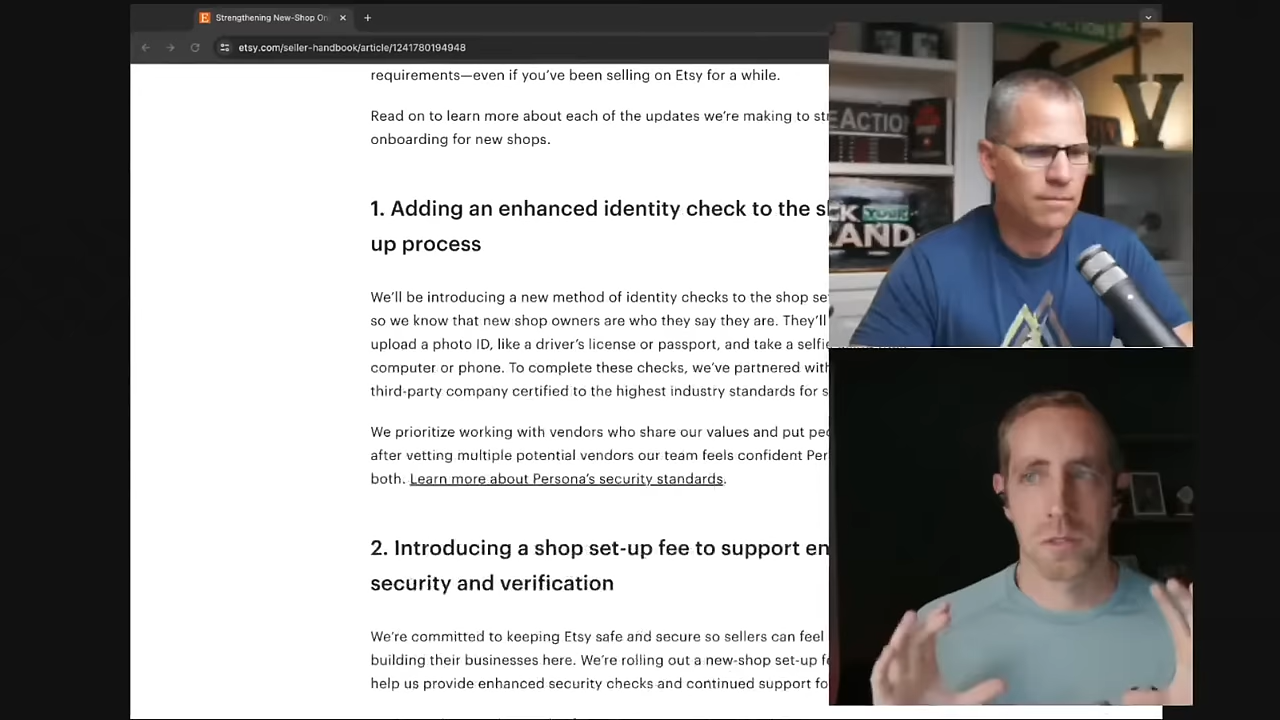 Strengthening New-Shop On
etsy.com/seller-handbook/article/1241780194948
requirements—even if you've been selling on Etsy for a while.
Read on to learn more about each of the updates we're making to str
onboarding for new shops.
1. Adding an enhanced identity check to the sh
up process
We'll be introducing a new method of identity checks to the shop set
so we know that new shop owners are who they say they are. They'll
upload a photo ID, like a driver's license or passport, and take a selfie
computer or phone. To complete these checks, we've partnered with
third-party company certified to the highest industry standards for s
We prioritize working with vendors who share our values and put peo
after vetting multiple potential vendors our team feels confident Per
both. Learn more about Persona's security standards.
2. Introducing a shop set-up fee to support en
security and verification
We're committed to keeping Etsy safe and secure so sellers can feel
building their businesses here. We're rolling out a new-shop set-up f
help us provide enhanced security checks and continued support fo
EACTION
CK YOUR
LAND
V